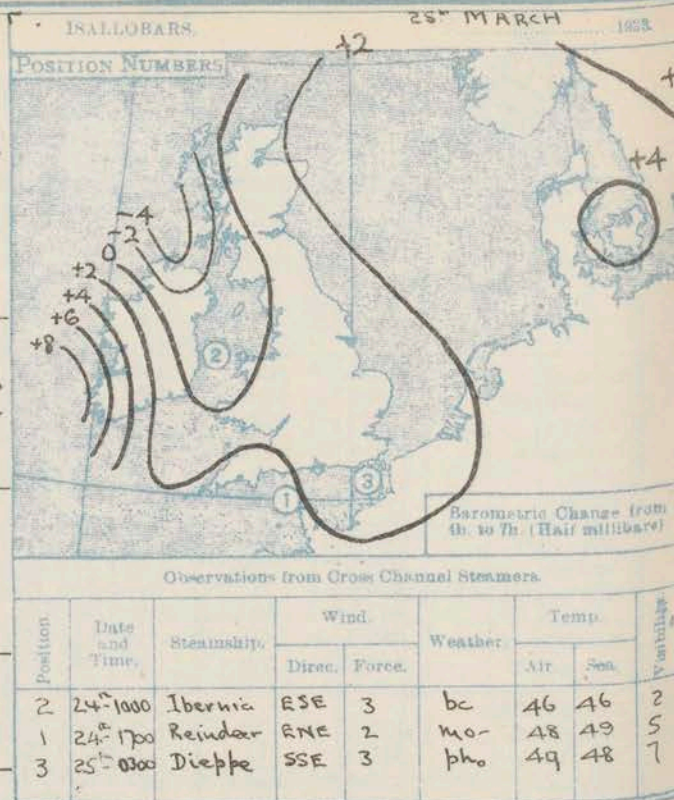 ISALLOBARS. 25th MARCH 1923.
POSITION NUMBERS
+2
+4
-4
-2
0
+2
+4
+6
+8
2
1
3
Barometric Change from
4h. to 7h. (Half millibars)
Observations from Cross Channel Steamers.
Position Date and Time. Steamship. Wind. Weather. Temp. Visibility.
Direc. Force. Air Sea.
2 24th 1000 Ibernia ESE 3 bc 46 46 2
1 24th 1700 Reindeer ENE 2 mo- 48 49 5
3 25th 0300 Dieppe SSE 3 pho 49 48 7